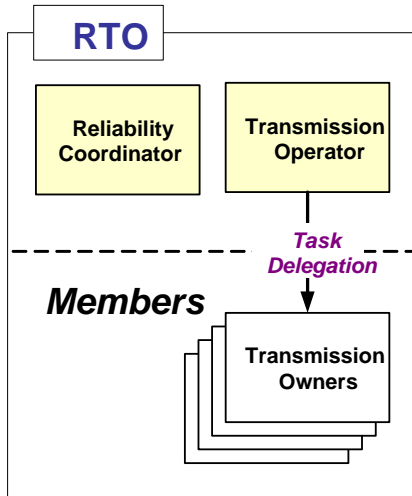 RTO
Reliability
Coordinator
Transmission
Operator
Task
Delegation
Members
Transmission
Owners